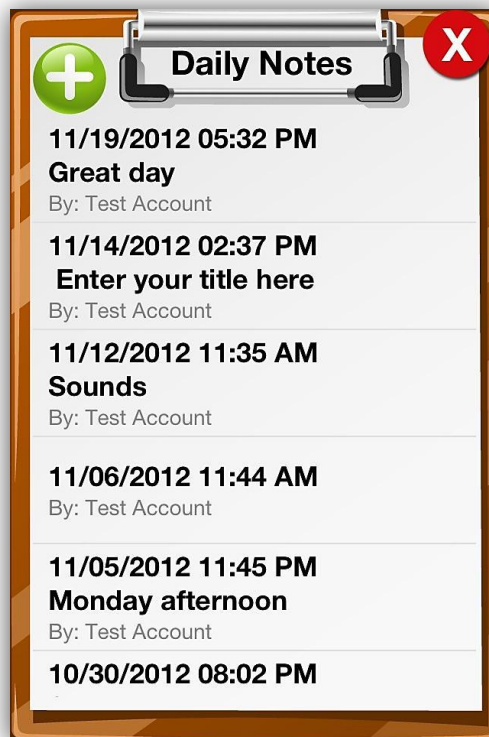 Daily Notes
X
11/19/2012 05:32 PM
Great day
By: Test Account
11/14/2012 02:37 PM
Enter your title here
By: Test Account
11/12/2012 11:35 AM
Sounds
By: Test Account
11/06/2012 11:44 AM
By: Test Account
11/05/2012 11:45 PM
Monday afternoon
By: Test Account
10/30/2012 08:02 PM